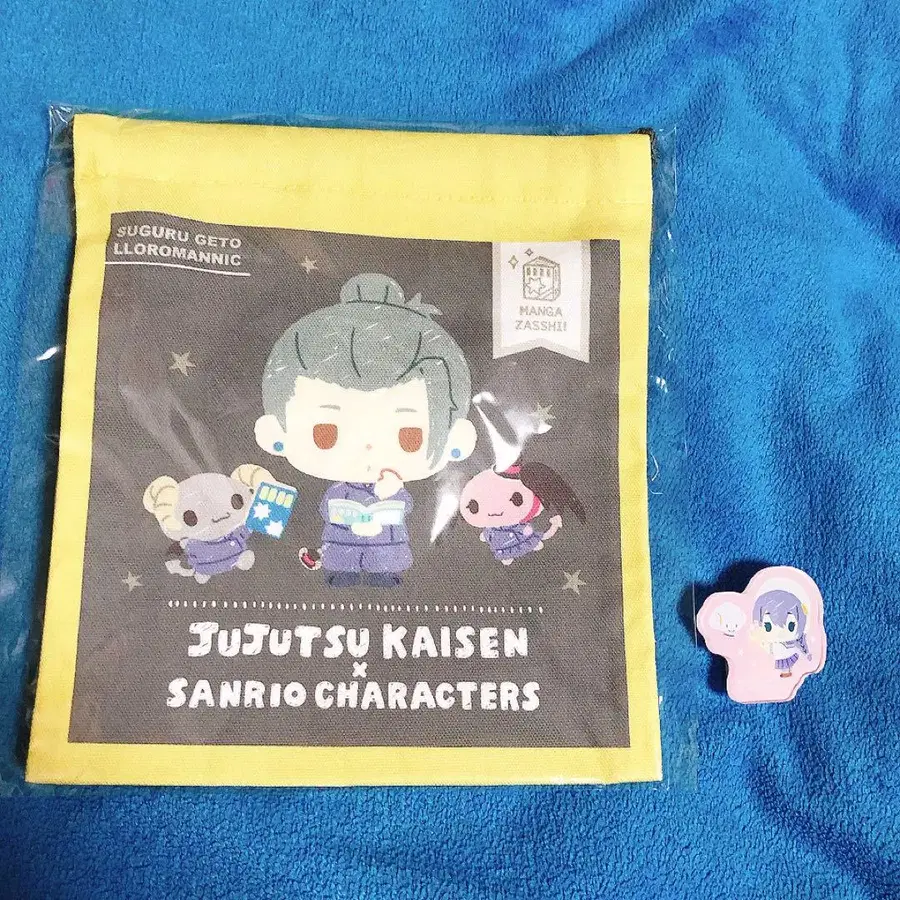 SUGURU GETO
LLOROMANNIC
MANGA
ZASSHI!
JUJUTSU KAISEN
×
SANRIO CHARACTERS